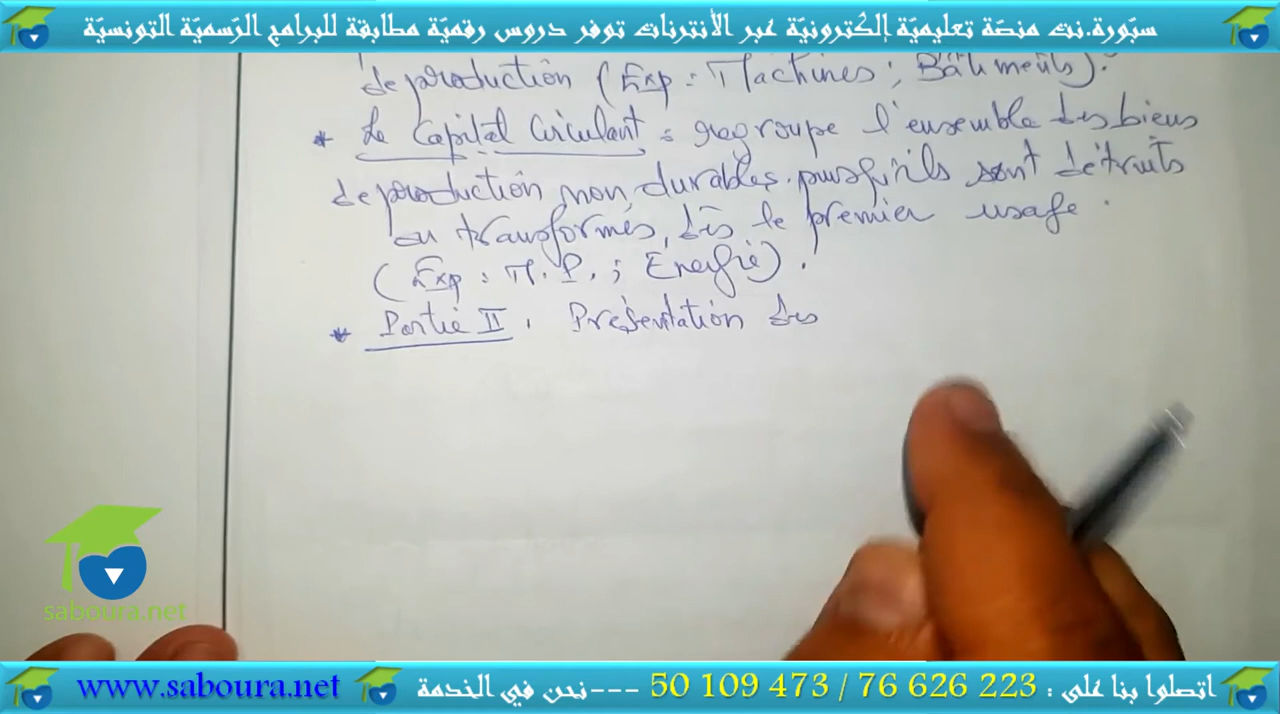 سبّورة.نت منصّة تعليميّة إلكترونيّة عبر الأنترنات توفر دروس رقميّة مطابقة للبرامج الرّسميّة التونسيّة
de production (Exp : Machines ; Bâtiments).
* Le Capital Circulant : regroupe l'ensemble des biens
de production non durables puisqu'ils sont détruits
ou transformés dès le premier usage.
(Exp : M.P. ; Energie).
* Partie II : Présentation des
saboura.net
www.saboura.net
اتصلوا بنا على : 223 626 76 / 473 109 50 ---نحن في الخدمة